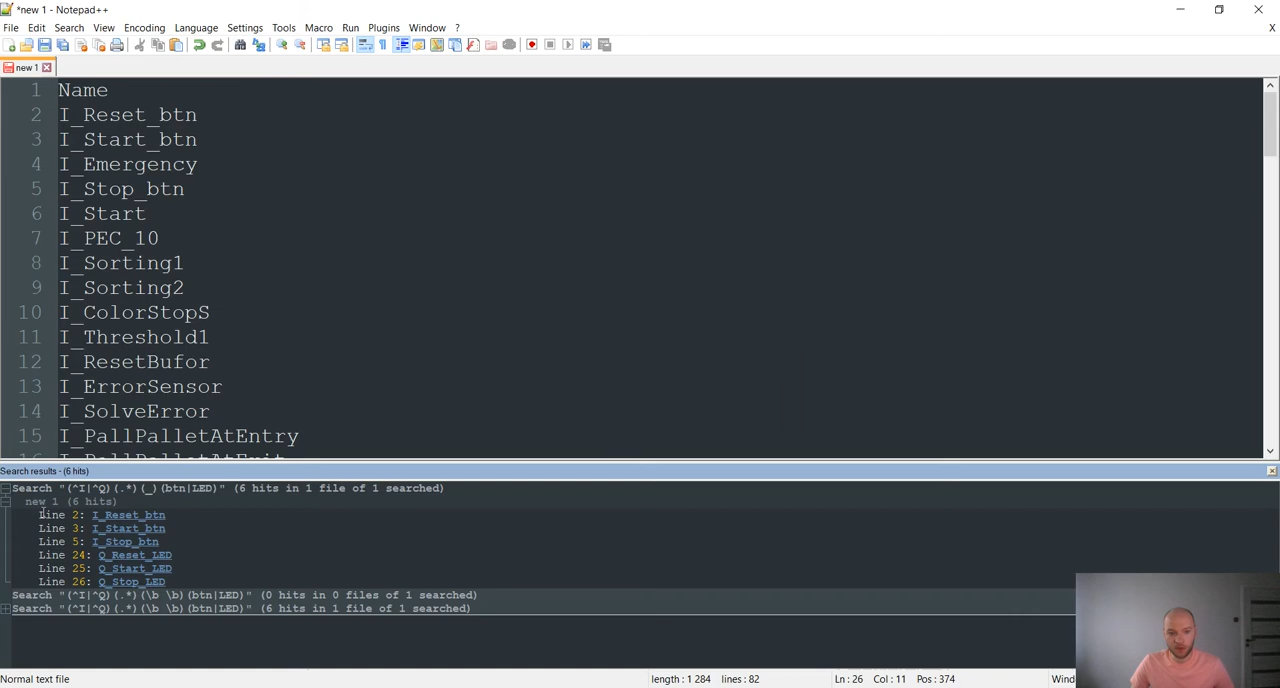 *new 1 - Notepad++
File Edit Search View Encoding Language Settings Tools Macro Run Plugins Window ?
X
new 1
1 Name
2 I_Reset_btn
3 I_Start_btn
4 I_Emergency
5 I_Stop_btn
6 I_Start
7 I_PEC_10
8 I_Sorting1
9 I_Sorting2
10 I_ColorStopS
11 I_Threshold1
12 I_ResetBufor
13 I_ErrorSensor
14 I_SolveError
15 I_PallPalletAtEntry
16 I_PallPalletAtExit
Search results - (6 hits)
Search "(^I|^Q)(.*)(_)(btn|LED)" (6 hits in 1 file of 1 searched)
new 1 (6 hits)
Line 2: I_Reset_btn
Line 3: I_Start_btn
Line 5: I_Stop_btn
Line 24: Q_Reset_LED
Line 25: Q_Start_LED
Line 26: Q_Stop_LED
Search "(^I|^Q)(.*)(\b \b)(btn|LED)" (0 hits in 0 files of 1 searched)
Search "(^I|^Q)(.*)(\b \b)(btn|LED)" (6 hits in 1 file of 1 searched)
Normal text file length : 1 284 lines : 82 Ln : 26 Col : 11 Pos : 374 Wind